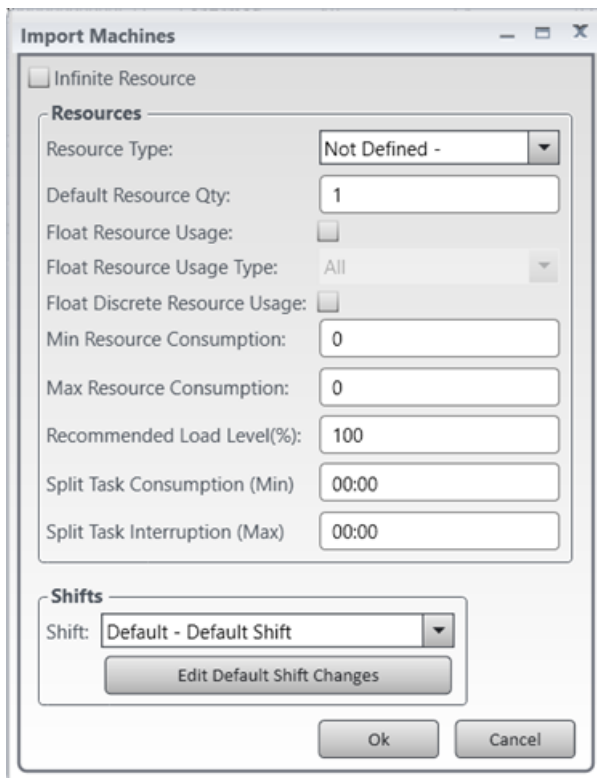 Import Machines
Infinite Resource
Resources
Resource Type: Not Defined -
Default Resource Qty: 1
Float Resource Usage:
Float Resource Usage Type: All
Float Discrete Resource Usage:
Min Resource Consumption: 0
Max Resource Consumption: 0
Recommended Load Level(%): 100
Split Task Consumption (Min) 00:00
Split Task Interruption (Max) 00:00
Shifts
Shift: Default - Default Shift
Edit Default Shift Changes
Ok Cancel